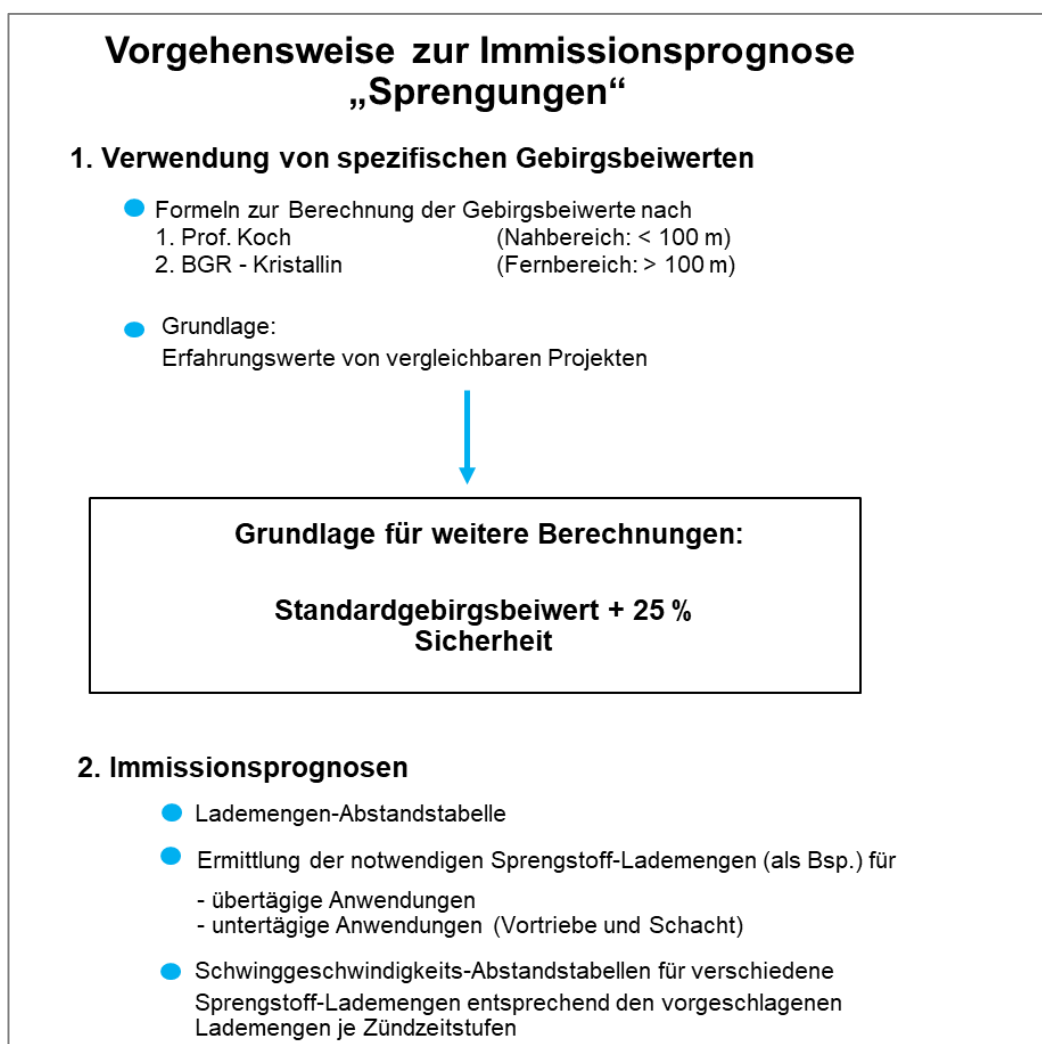 Vorgehensweise zur Immissionsprognose
„Sprengungen“
1. Verwendung von spezifischen Gebirgsbeiwerten
Formeln zur Berechnung der Gebirgsbeiwerte nach
1. Prof. Koch (Nahbereich: < 100 m)
2. BGR - Kristallin (Fernbereich: > 100 m)
Grundlage:
Erfahrungswerte von vergleichbaren Projekten
Grundlage für weitere Berechnungen:
Standardgebirgsbeiwert + 25 %
Sicherheit
2. Immissionsprognosen
Lademengen-Abstandstabelle
Ermittlung der notwendigen Sprengstoff-Lademengen (als Bsp.) für
- übertägige Anwendungen
- untertägige Anwendungen (Vortriebe und Schacht)
Schwinggeschwindigkeits-Abstandstabellen für verschiedene
Sprengstoff-Lademengen entsprechend den vorgeschlagenen
Lademengen je Zündzeitstufen